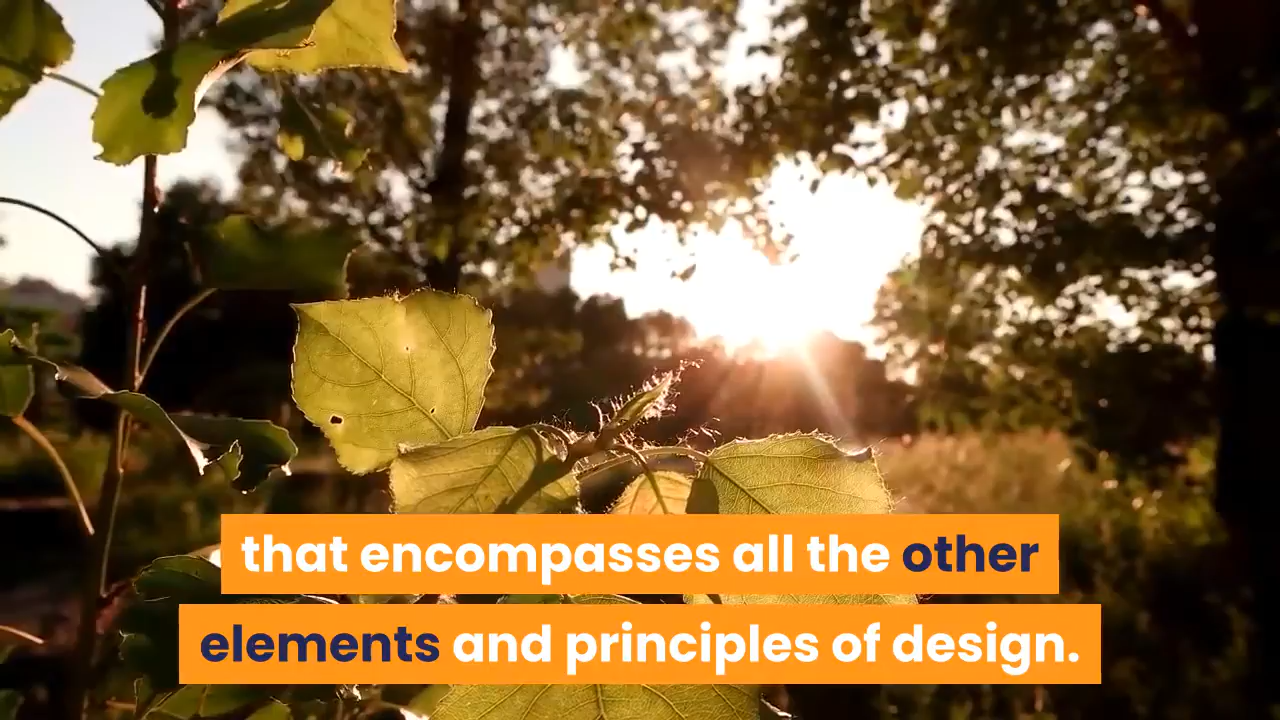 that encompasses all the other
elements and principles of design.